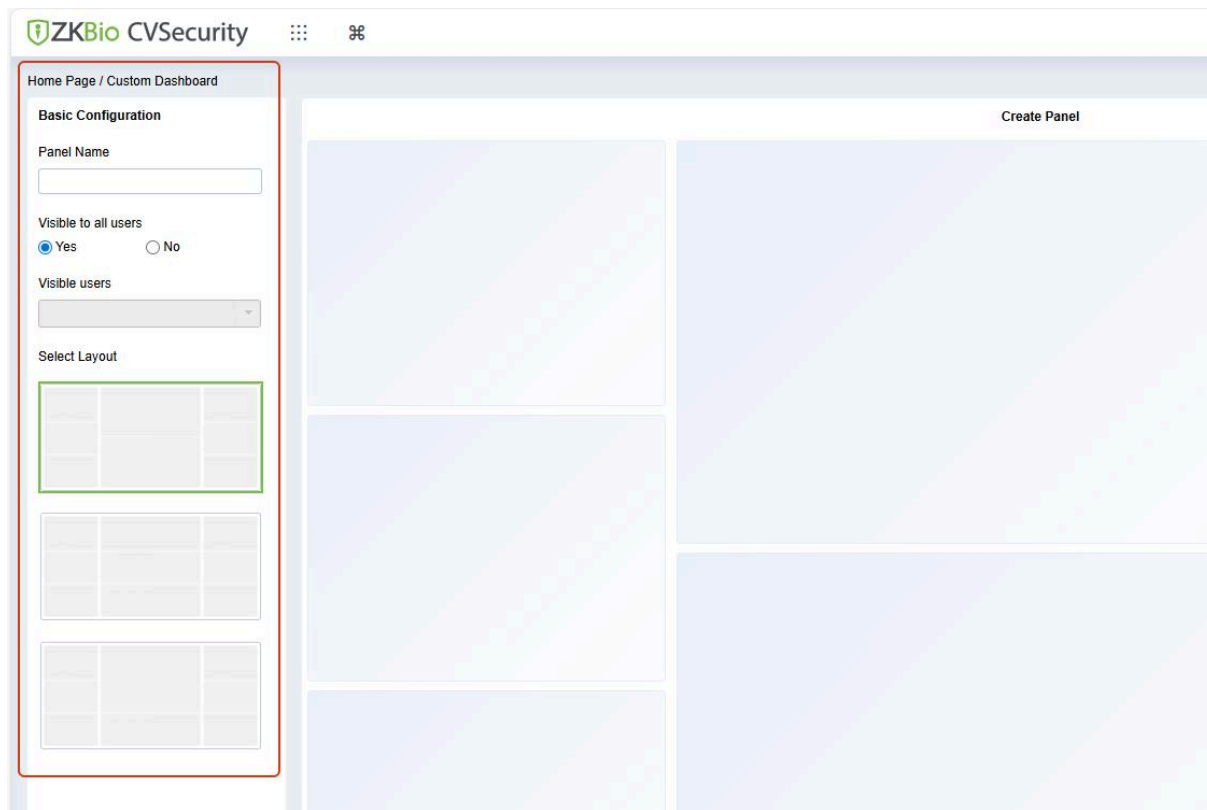 ZKBio CVSecurity
Home Page / Custom Dashboard
Basic Configuration
Create Panel
Panel Name
Visible to all users
Yes No
Visible users
Select Layout